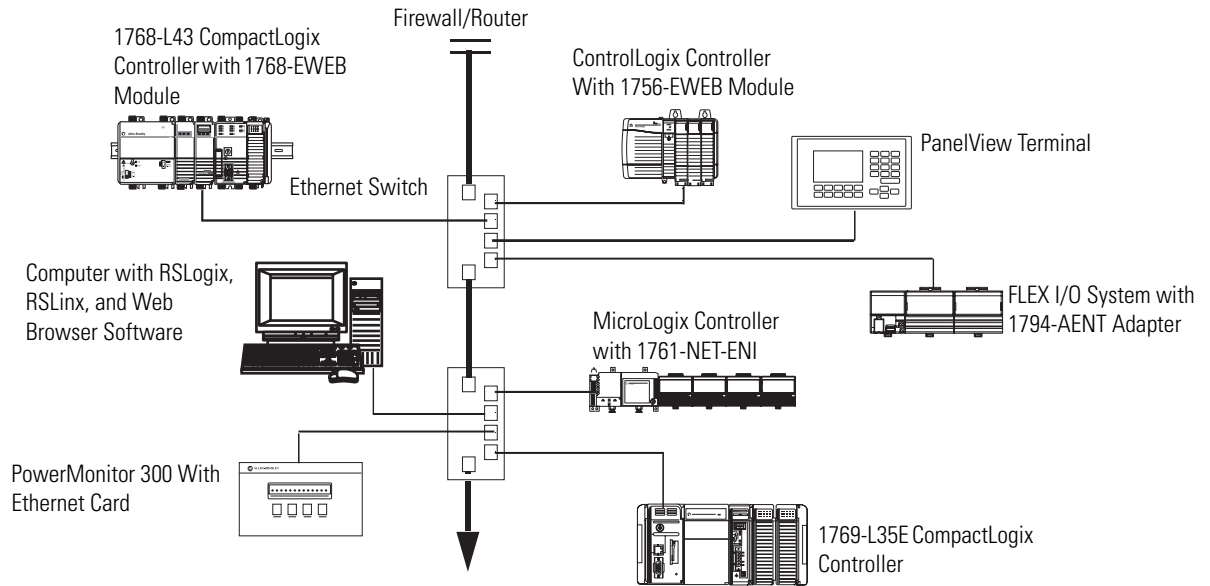 Firewall/Router
1768-L43 CompactLogix
Controller with 1768-EWEB
Module
ControlLogix Controller
With 1756-EWEB Module
PanelView Terminal
Ethernet Switch
Computer with RSLogix,
RSLinx, and Web
Browser Software
FLEX I/O System with
1794-AENT Adapter
MicroLogix Controller
with 1761-NET-ENI
PowerMonitor 300 With
Ethernet Card
ALLEN-BRADLEY
1769-L35E CompactLogix
Controller